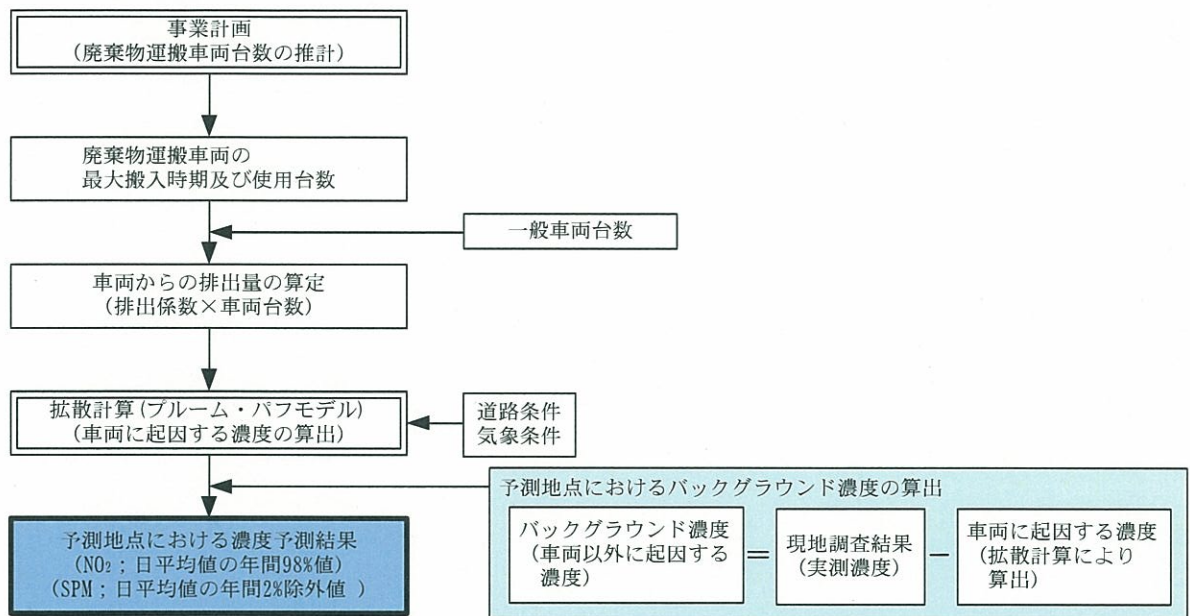 事業計画
(廃棄物運搬車両台数の推計)
廃棄物運搬車両の
最大搬入時期及び使用台数
一般車両台数
車両からの排出量の算定
(排出係数×車両台数)
拡散計算(プルーム・パフモデル)
(車両に起因する濃度の算出)
道路条件
気象条件
予測地点におけるバックグラウンド濃度の算出
バックグラウンド濃度
(車両以外に起因する
濃度)
=
現地調査結果
(実測濃度)
-
車両に起因する濃度
(拡散計算により
算出)
予測地点における濃度予測結果
(NO₂;日平均値の年間98%値)
(SPM;日平均値の年間2%除外値)